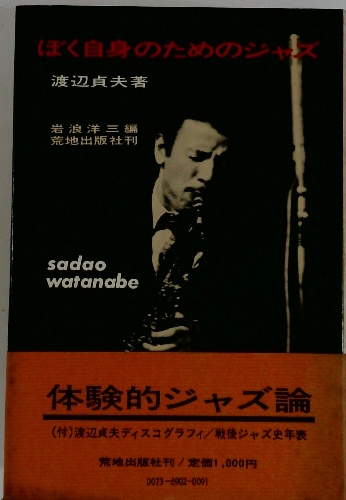 ぼく自身のためのジャズ
渡辺貞夫著
岩浪洋三編
荒地出版社刊
sadao
watanabe
体験的ジャズ論
(付)渡辺貞夫ディスコグラフィ/戦後ジャズ史年表
荒地出版社刊/定価1,000円
0073-6902-0091